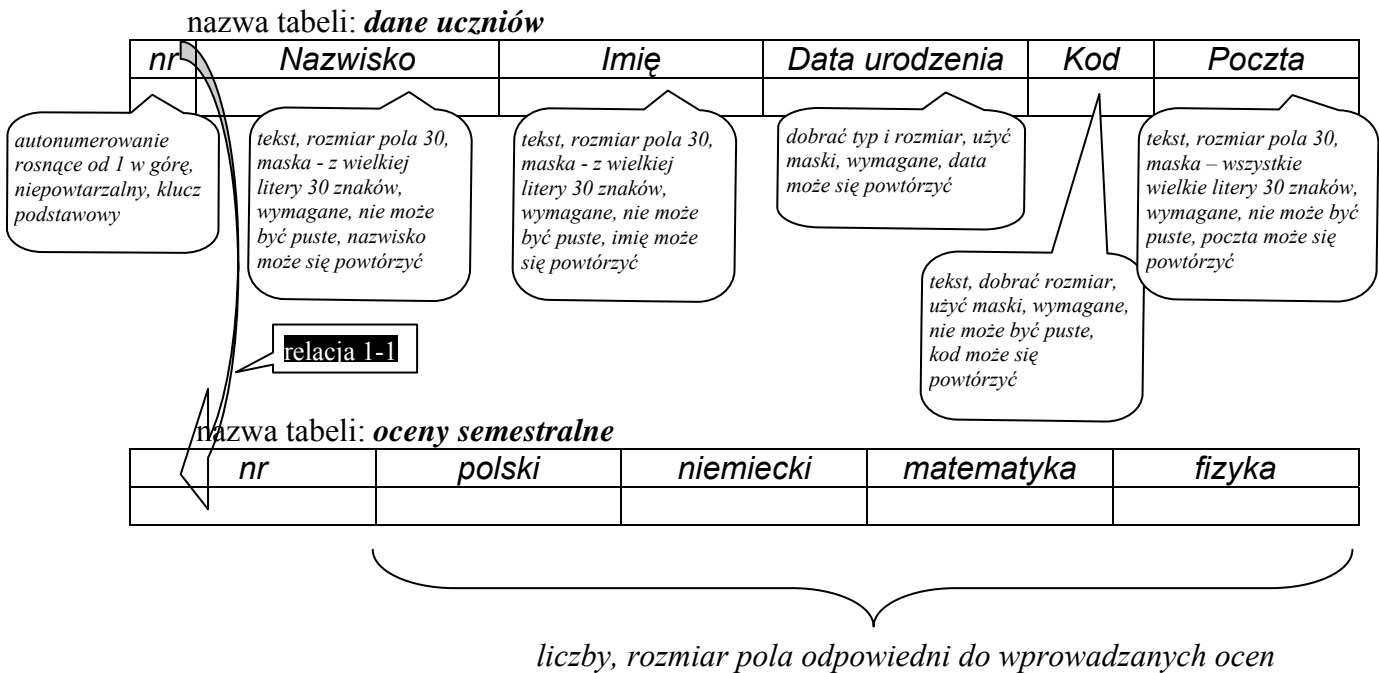 nazwa tabeli: dane uczniów
nr Nazwisko Imię Data urodzenia Kod Poczta
autonumerowanie
rosnące od 1 w górę,
niepowtarzalny, klucz
podstawowy
tekst, rozmiar pola 30,
maska - z wielkiej
litery 30 znaków,
wymagane, nie może
być puste, nazwisko
może się powtórzyć
tekst, rozmiar pola 30,
maska - z wielkiej
litery 30 znaków,
wymagane, nie może
być puste, imię może
się powtórzyć
dobrać typ i rozmiar, użyć
maski, wymagane, data
może się powtórzyć
tekst, dobrać rozmiar,
użyć maski, wymagane,
nie może być puste,
kod może się
powtórzyć
tekst, rozmiar pola 30,
maska – wszystkie
wielkie litery 30 znaków,
wymagane, nie może być
puste, poczta może się
powtórzyć
relacja 1-1
nazwa tabeli: oceny semestralne
nr polski niemiecki matematyka fizyka
liczby, rozmiar pola odpowiedni do wprowadzanych ocen